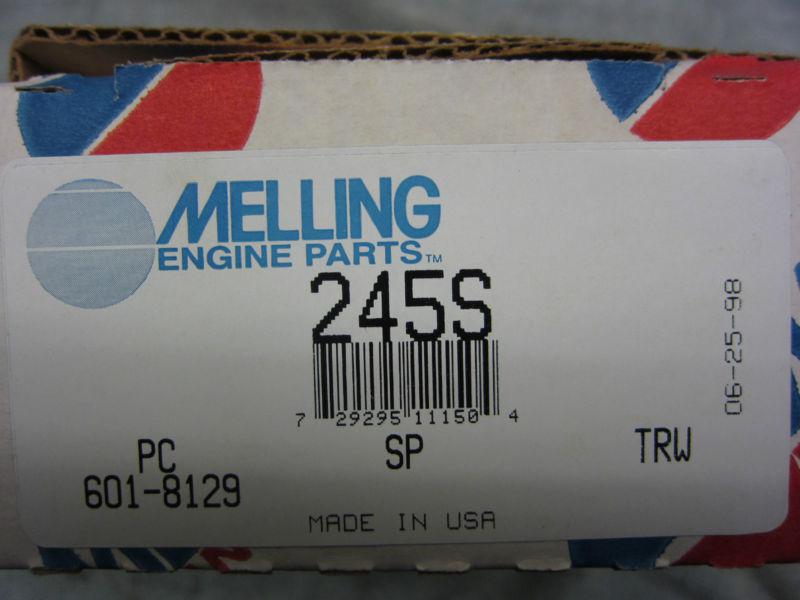 MELLING
ENGINE PARTS™
245S
7 29295 11150 4
06-25-98
PC SP TRW
601-8129
MADE IN USA